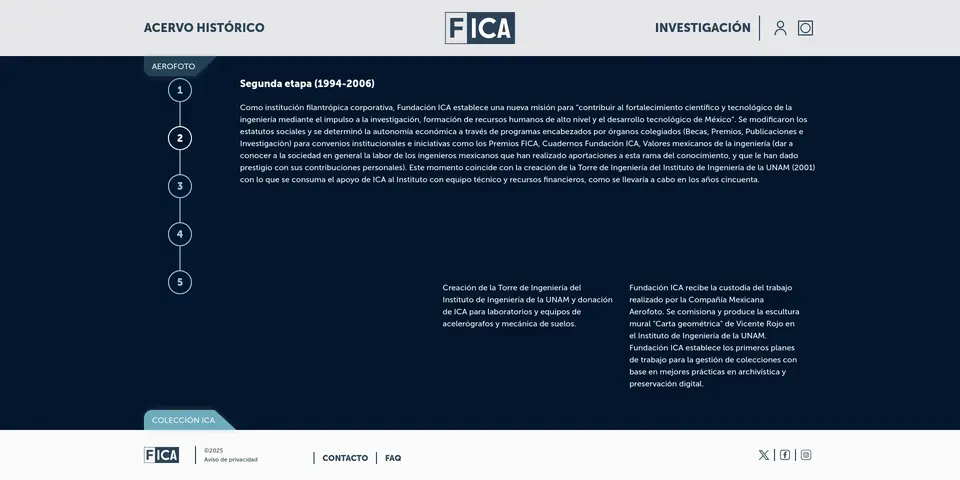 ACERVO HISTÓRICO
FICA
INVESTIGACIÓN
AEROFOTO
1
2
3
4
5
Segunda etapa (1994-2006)
Como institución filantrópica corporativa, Fundación ICA establece una nueva misión para "contribuir al fortalecimiento científico y tecnológico de la
ingeniería mediante el impulso a la investigación, formación de recursos humanos de alto nivel y el desarrollo tecnológico de México". Se modificaron los
estatutos sociales y se determinó la autonomía económica a través de programas encabezados por órganos colegiados (Becas, Premios, Publicaciones e
Investigación) para convenios institucionales e iniciativas como los Premios FICA, Cuadernos Fundación ICA, Valores mexicanos de la ingeniería (dar a
conocer a la sociedad en general la labor de los ingenieros mexicanos que han realizado aportaciones a esta rama del conocimiento, y que le han dado
prestigio con sus contribuciones personales). Este momento coincide con la creación de la Torre de Ingeniería del Instituto de Ingeniería de la UNAM (2001)
con lo que se consuma el apoyo de ICA al Instituto con equipo técnico y recursos financieros, como se llevaría a cabo en los años cincuenta.
Creación de la Torre de Ingeniería del
Instituto de Ingeniería de la UNAM y donación
de ICA para laboratorios y equipos de
acelerógrafos y mecánica de suelos.
Fundación ICA recibe la custodia del trabajo
realizado por la Compañía Mexicana
Aerofoto. Se comisiona y produce la escultura
mural "Carta geométrica" de Vicente Rojo en
el Instituto de Ingeniería de la UNAM.
Fundación ICA establece los primeros planes
de trabajo para la gestión de colecciones con
base en mejores prácticas en archivística y
preservación digital.
COLECCIÓN ICA
FICA
©2025
Aviso de privacidad
CONTACTO
FAQ